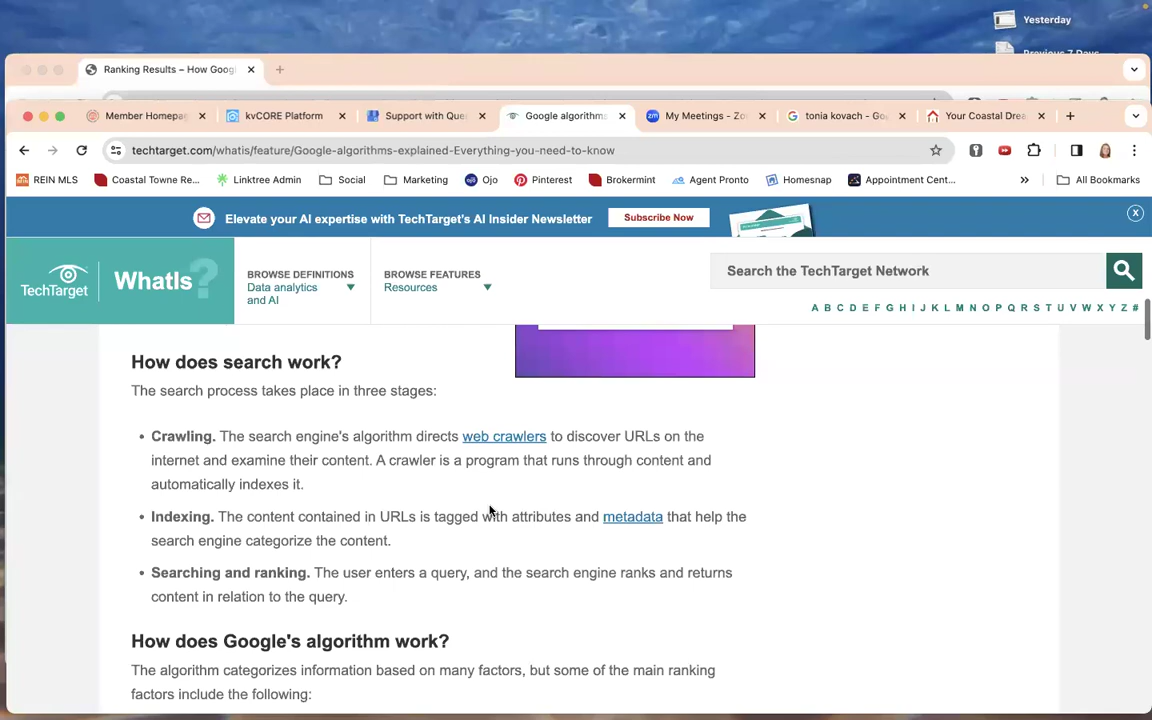 Yesterday
Previous 7 Days
Ranking Results – How Goog
Member Homepa
kvCORE Platform
Support with Que
Google algorithms
My Meetings - Zo
tonia kovach - Go
Your Coastal Drea
techtarget.com/whatis/feature/Google-algorithms-explained-Everything-you-need-to-know
REIN MLS
Coastal Towne Re...
Linktree Admin
Social
Marketing
Ojo
Pinterest
Brokermint
Agent Pronto
Homesnap
Appointment Cent...
»
All Bookmarks
Elevate your AI expertise with TechTarget's AI Insider Newsletter
Subscribe Now
X
TechTarget
WhatIs?
BROWSE DEFINITIONS
Data analytics
and AI
BROWSE FEATURES
Resources
Search the TechTarget Network
A B C D E F G H I J K L M N O P Q R S T U V W X Y Z #
How does search work?
The search process takes place in three stages:
• Crawling. The search engine's algorithm directs web crawlers to discover URLs on the
internet and examine their content. A crawler is a program that runs through content and
automatically indexes it.
• Indexing. The content contained in URLs is tagged with attributes and metadata that help the
search engine categorize the content.
• Searching and ranking. The user enters a query, and the search engine ranks and returns
content in relation to the query.
How does Google's algorithm work?
The algorithm categorizes information based on many factors, but some of the main ranking
factors include the following: